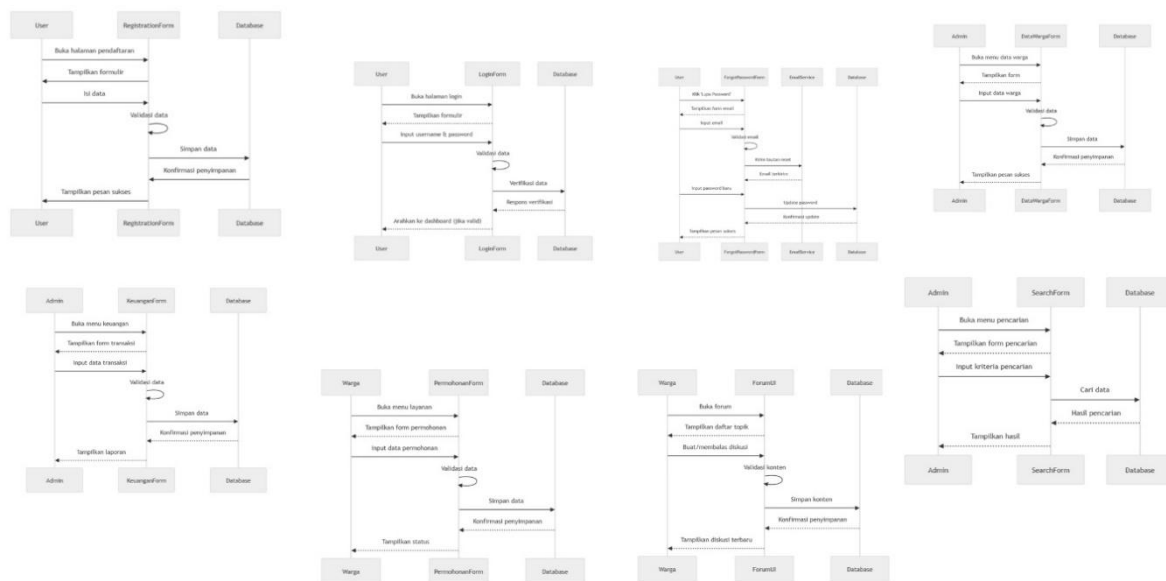 User RegistrationForm Database
Buka halaman pendaftaran
Tampilkan formulir
Isi data
Validasi data
Simpan data
Konfirmasi penyimpanan
Tampilkan pesan sukses
User RegistrationForm Database
User LoginForm Database
Buka halaman login
Tampilkan formulir
Input username & password
Validasi data
Verifikasi data
Respons verifikasi
Arahkan ke dashboard (jika valid)
User LoginForm Database
User ForgotPasswordForm EmailService Database
Klik "Lupa Password"
Tampilkan form email
Input email
Validasi email
Kirim tautan reset
Email terkirim
Input password baru
Update password
Konfirmasi update
Tampilkan pesan sukses
User ForgotPasswordForm EmailService Database
Admin DataWargaForm Database
Buka menu data warga
Tampilkan form
Input data warga
Validasi data
Simpan data
Konfirmasi penyimpanan
Tampilkan pesan sukses
Admin DataWargaForm Database
Admin KeuanganForm Database
Buka menu keuangan
Tampilkan form transaksi
Input data transaksi
Validasi data
Simpan data
Konfirmasi penyimpanan
Tampilkan laporan
Admin KeuanganForm Database
Warga PermohonanForm Database
Buka menu layanan
Tampilkan form permohonan
Input data permohonan
Validasi data
Simpan data
Konfirmasi penyimpanan
Tampilkan status
Warga PermohonanForm Database
Warga ForumUI Database
Buka forum
Tampilkan daftar topik
Buat/membalas diskusi
Validasi konten
Simpan konten
Konfirmasi penyimpanan
Tampilkan diskusi terbaru
Warga ForumUI Database
Admin SearchForm Database
Buka menu pencarian
Tampilkan form pencarian
Input kriteria pencarian
Cari data
Hasil pencarian
Tampilkan hasil
Admin SearchForm Database